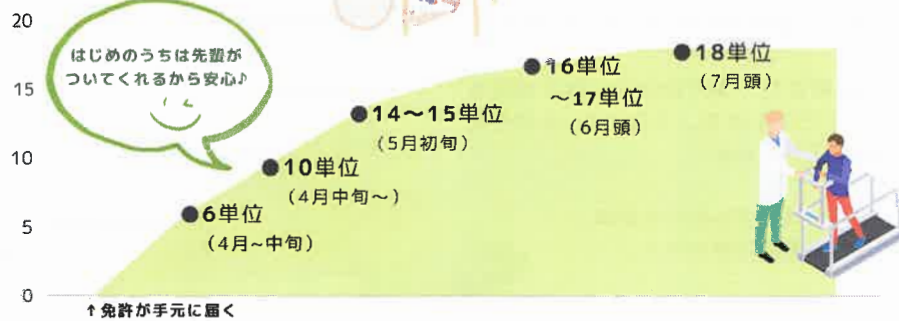 20
はじめのうちは先輩が
ついてくれるから安心♪
15
10
5
0
18単位
(7月頭)
16単位
～17単位
(6月頭)
14～15単位
(5月初旬)
10単位
(4月中旬～)
6単位
(4月~中旬)
↑免許が手元に届く